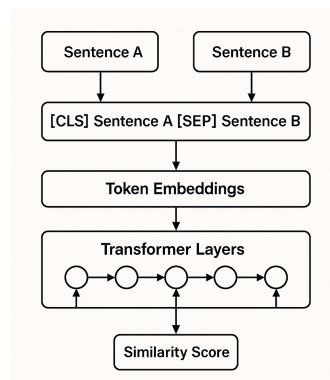 Sentence A
Sentence B
[CLS] Sentence A [SEP] Sentence B
Token Embeddings
Transformer Layers
Similarity Score